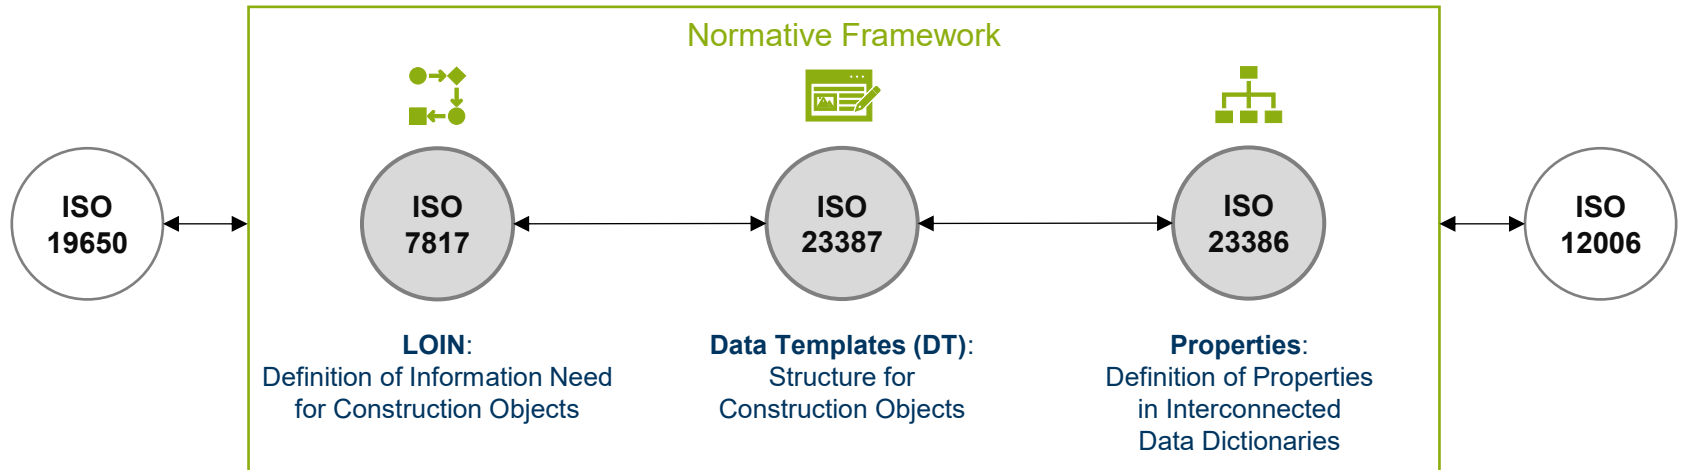 Normative Framework
ISO
19650
ISO
7817
ISO
23387
ISO
23386
ISO
12006
LOIN:
Definition of Information Need
for Construction Objects
Data Templates (DT):
Structure for
Construction Objects
Properties:
Definition of Properties
in Interconnected
Data Dictionaries